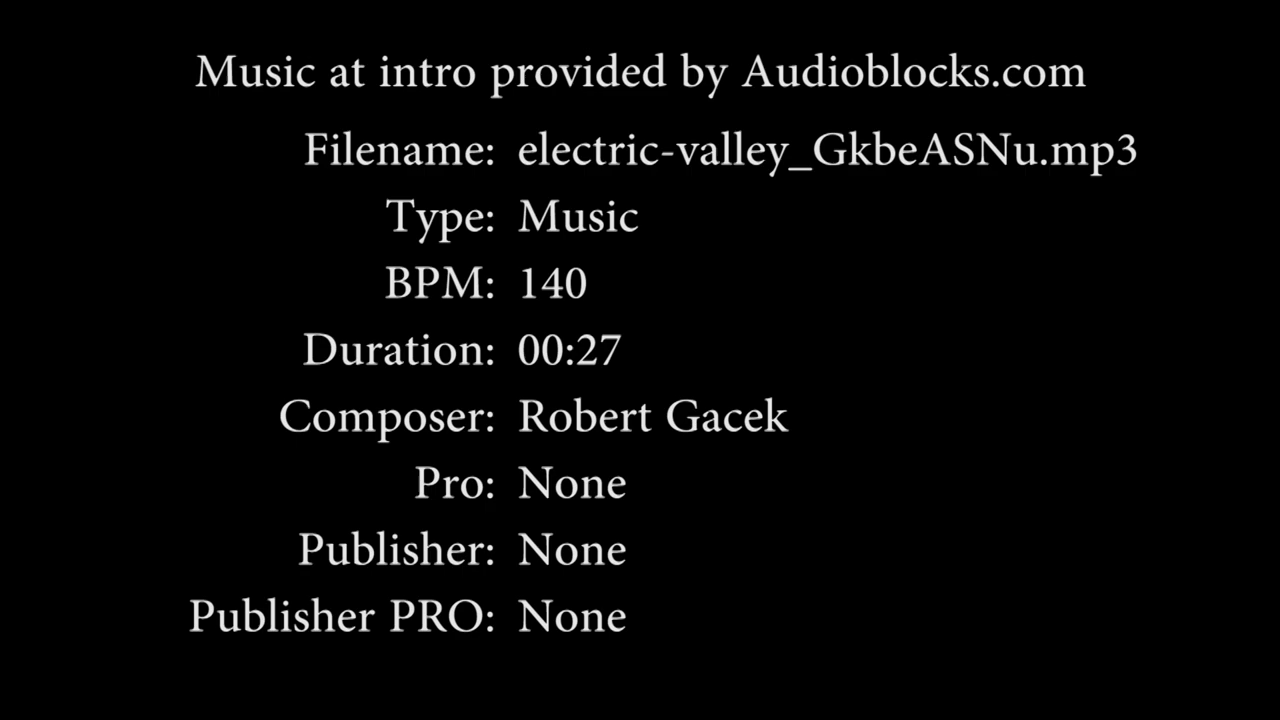 Music at intro provided by Audioblocks.com
Filename: electric-valley_GkbeASNu.mp3
Type: Music
BPM: 140
Duration: 00:27
Composer: Robert Gacek
Pro: None
Publisher: None
Publisher PRO: None